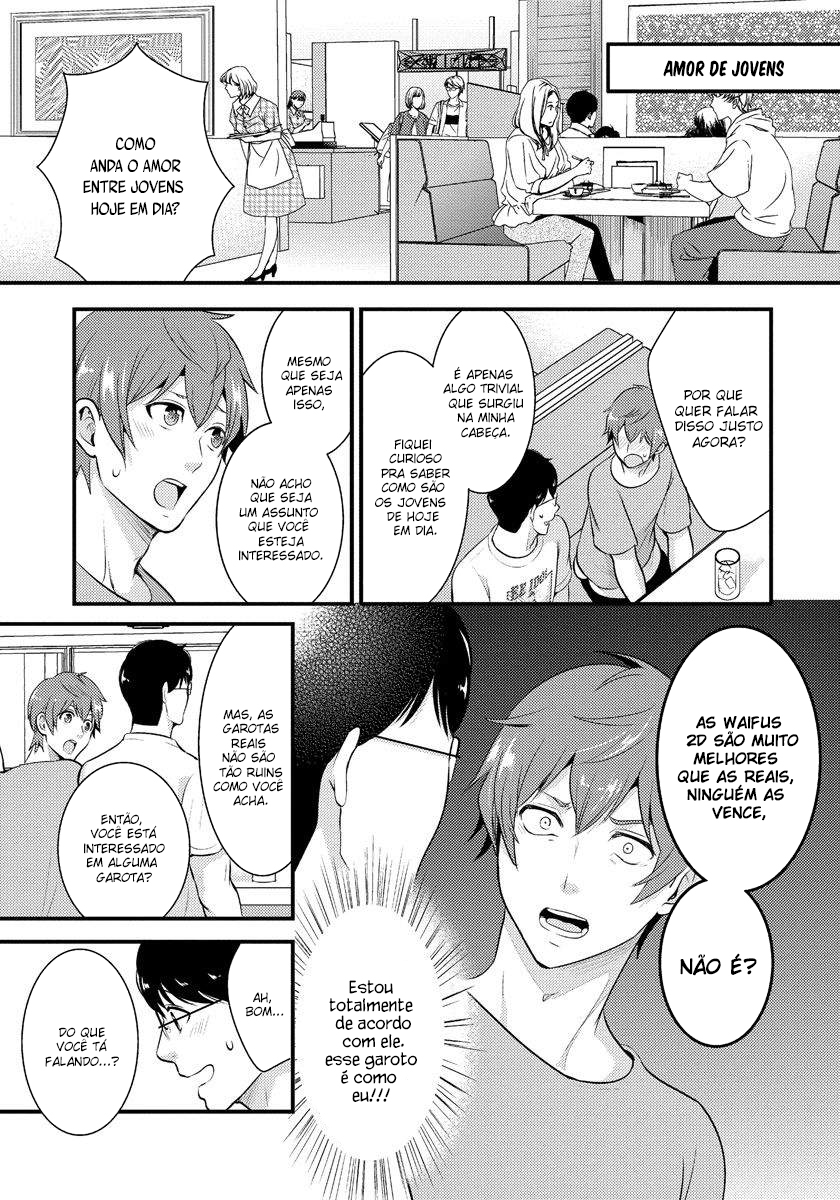 AMOR DE JOVENS
COMO
ANDA O AMOR
ENTRE JOVENS
HOJE EM DIA?
POR QUE
QUER FALAR
DISSO JUSTO
AGORA?
É APENAS
ALGO TRIVIAL
QUE SURGIU
NA MINHA
CABEÇA.
FIQUEI
CURIOSO
PRA SABER
COMO SÃO
OS JOVENS
DE HOJE
EM DIA.
MESMO
QUE SEJA
APENAS
ISSO,
NÃO ACHO
QUE SEJA
UM ASSUNTO
QUE VOCÊ
ESTEJA
INTERESSADO.
AS WAIFUS
2D SÃO MUITO
MELHORES
QUE AS REAIS,
NINGUÉM AS
VENCE,
NÃO É?
Estou
totalmente
de acordo
com ele,
esse garoto
é como
eu!!!
MAS, AS
GAROTAS
REAIS
NÃO SÃO
TÃO RUINS
COMO VOCÊ
ACHA.
ENTÃO,
VOCÊ ESTÁ
INTERESSADO
EM ALGUMA
GAROTA?
AH,
BOM...
DO QUE
VOCÊ TÁ
FALANDO...?